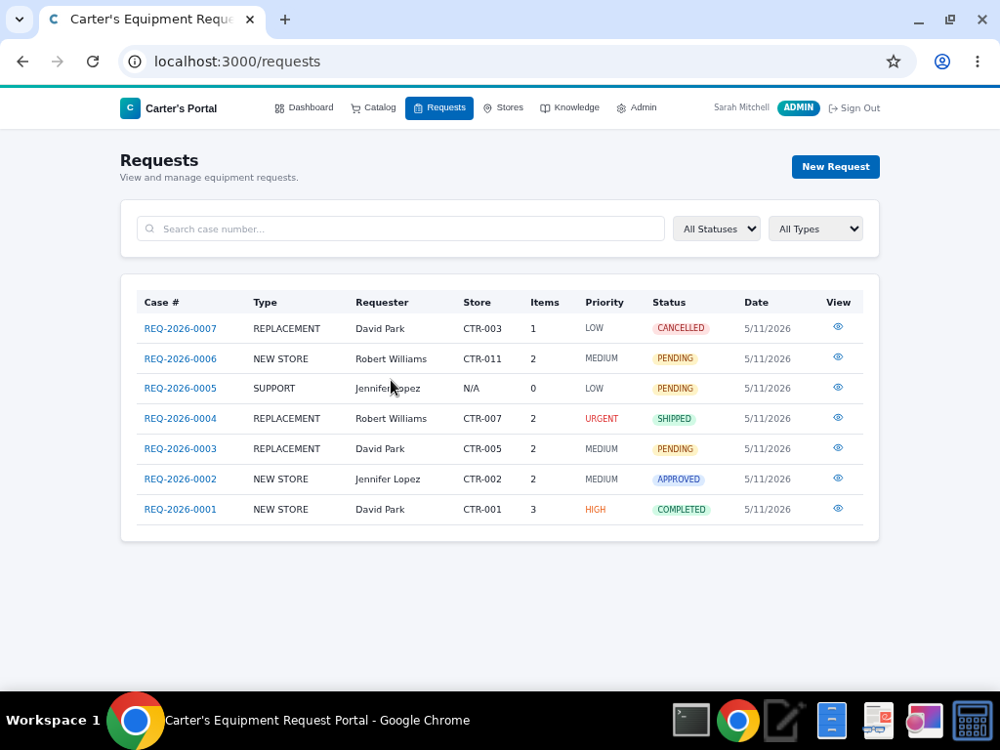 Carter's Equipment Reque
localhost:3000/requests
C Carter's Portal Dashboard Catalog Requests Stores Knowledge Admin Sarah Mitchell ADMIN Sign Out
Requests
View and manage equipment requests.
New Request
Search case number... All Statuses All Types
Case # Type Requester Store Items Priority Status Date View
REQ-2026-0007 REPLACEMENT David Park CTR-003 1 LOW CANCELLED 5/11/2026
REQ-2026-0006 NEW STORE Robert Williams CTR-011 2 MEDIUM PENDING 5/11/2026
REQ-2026-0005 SUPPORT Jennifer Lopez N/A 0 LOW PENDING 5/11/2026
REQ-2026-0004 REPLACEMENT Robert Williams CTR-007 2 URGENT SHIPPED 5/11/2026
REQ-2026-0003 REPLACEMENT David Park CTR-005 2 MEDIUM PENDING 5/11/2026
REQ-2026-0002 NEW STORE Jennifer Lopez CTR-002 2 MEDIUM APPROVED 5/11/2026
REQ-2026-0001 NEW STORE David Park CTR-001 3 HIGH COMPLETED 5/11/2026
Workspace 1 Carter's Equipment Request Portal - Google Chrome